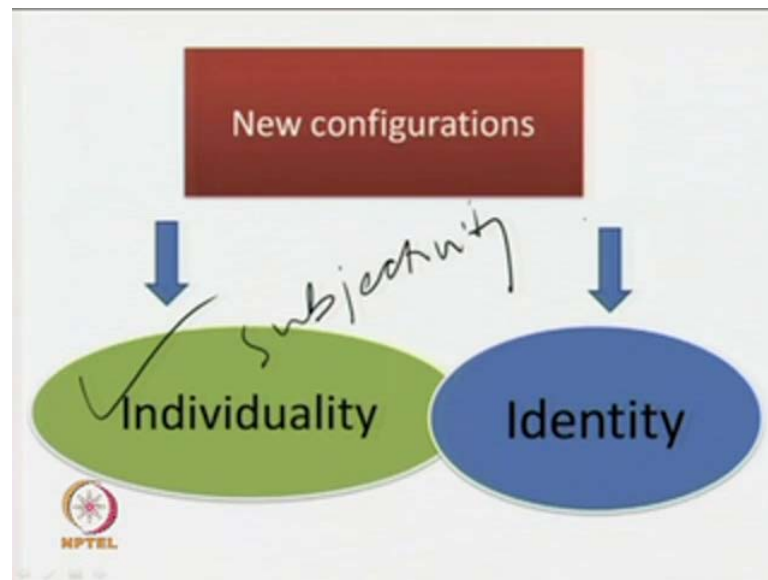 New configurations
subjectivity
Individuality
Identity
NPTEL